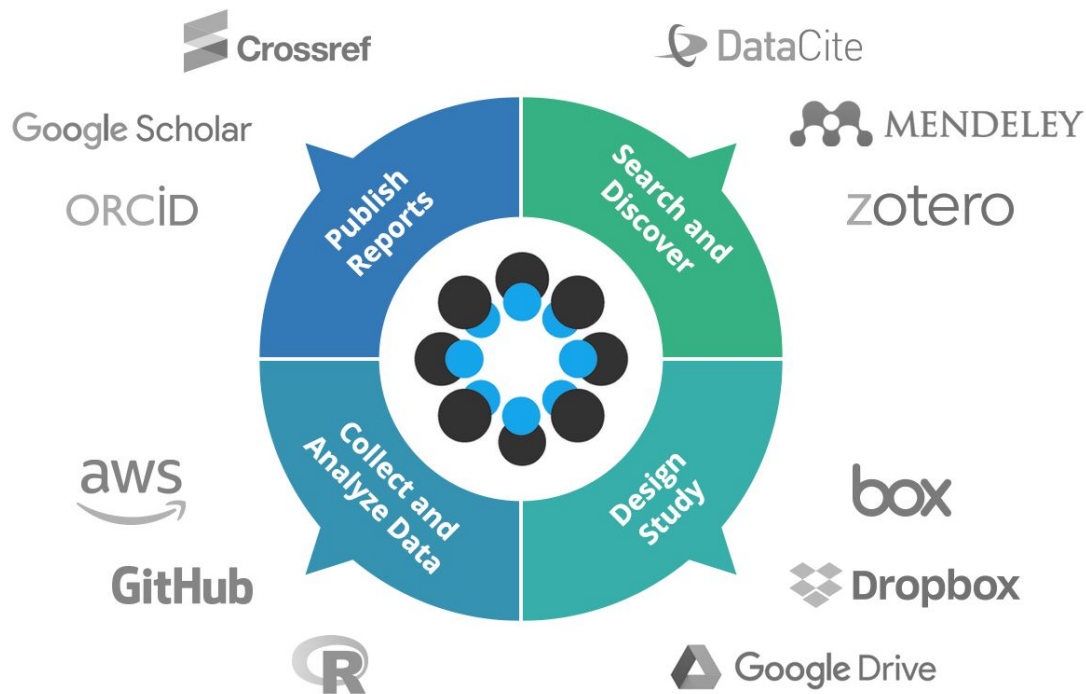 Crossref
DataCite
Google Scholar
MENDELEY
ORCiD
zotero
Publish
Reports
Search and
Discover
Collect and
Analyze Data
Design
Study
aws
box
GitHub
Dropbox
R
Google Drive